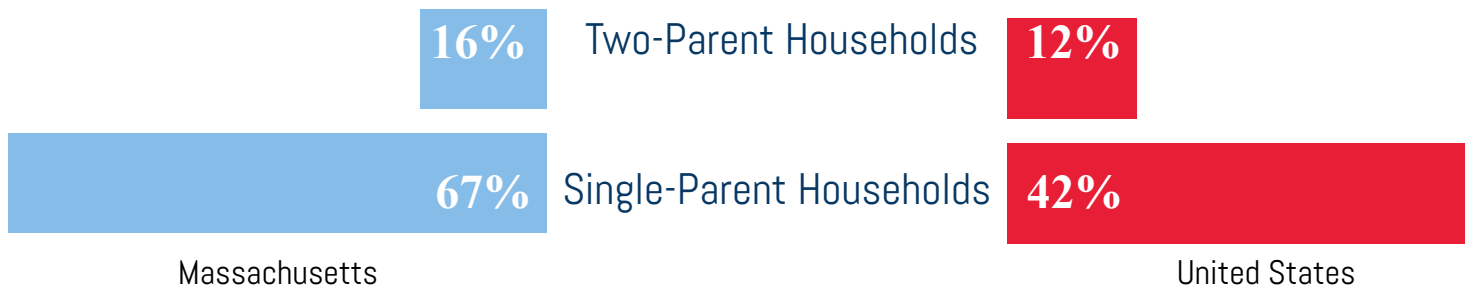 16% Two-Parent Households 12%
67% Single-Parent Households 42%
Massachusetts United States